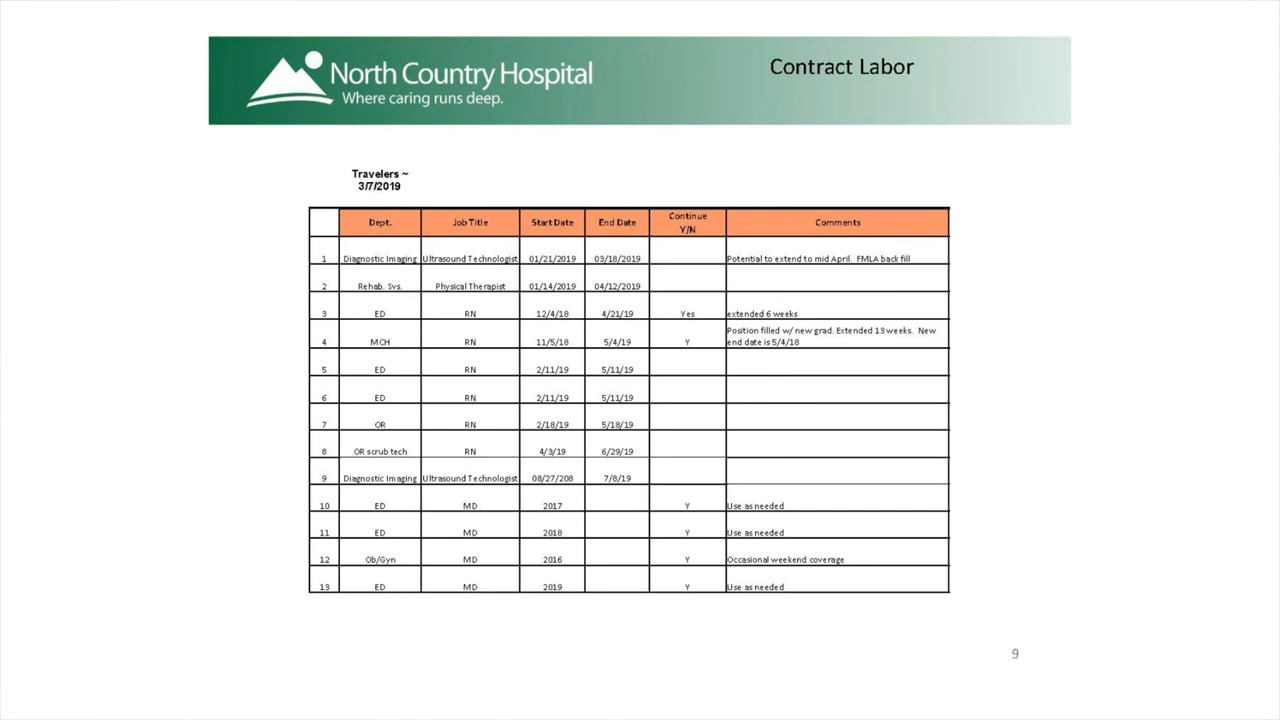 North Country Hospital
Where caring runs deep.
Contract Labor
Travelers ~
3/7/2019
Dept. Job Title Start Date End Date Continue Y/N Comments
1 Diagnostic Imaging Ultrasound Technologist 01/21/2019 03/18/2019 Potential to extend to mid April. FMLA back fill
2 Rehab. Svs. Physical Therapist 01/14/2019 04/12/2019
3 ED RN 12/4/18 4/21/19 Yes extended 6 weeks
4 MCH RN 11/5/18 5/4/19 Y Position filled w/ new grad. Extended 13 weeks. New end date is 5/4/18
5 ED RN 2/11/19 5/11/19
6 ED RN 2/11/19 5/11/19
7 OR RN 2/18/19 5/18/19
8 OR scrub tech RN 4/3/19 6/29/19
9 Diagnostic Imaging Ultrasound Technologist 08/27/208 7/8/19
10 ED MD 2017 Y Use as needed
11 ED MD 2018 Y Use as needed
12 Ob/Gyn MD 2016 Y Occasional weekend coverage
13 ED MD 2019 Y Use as needed
9